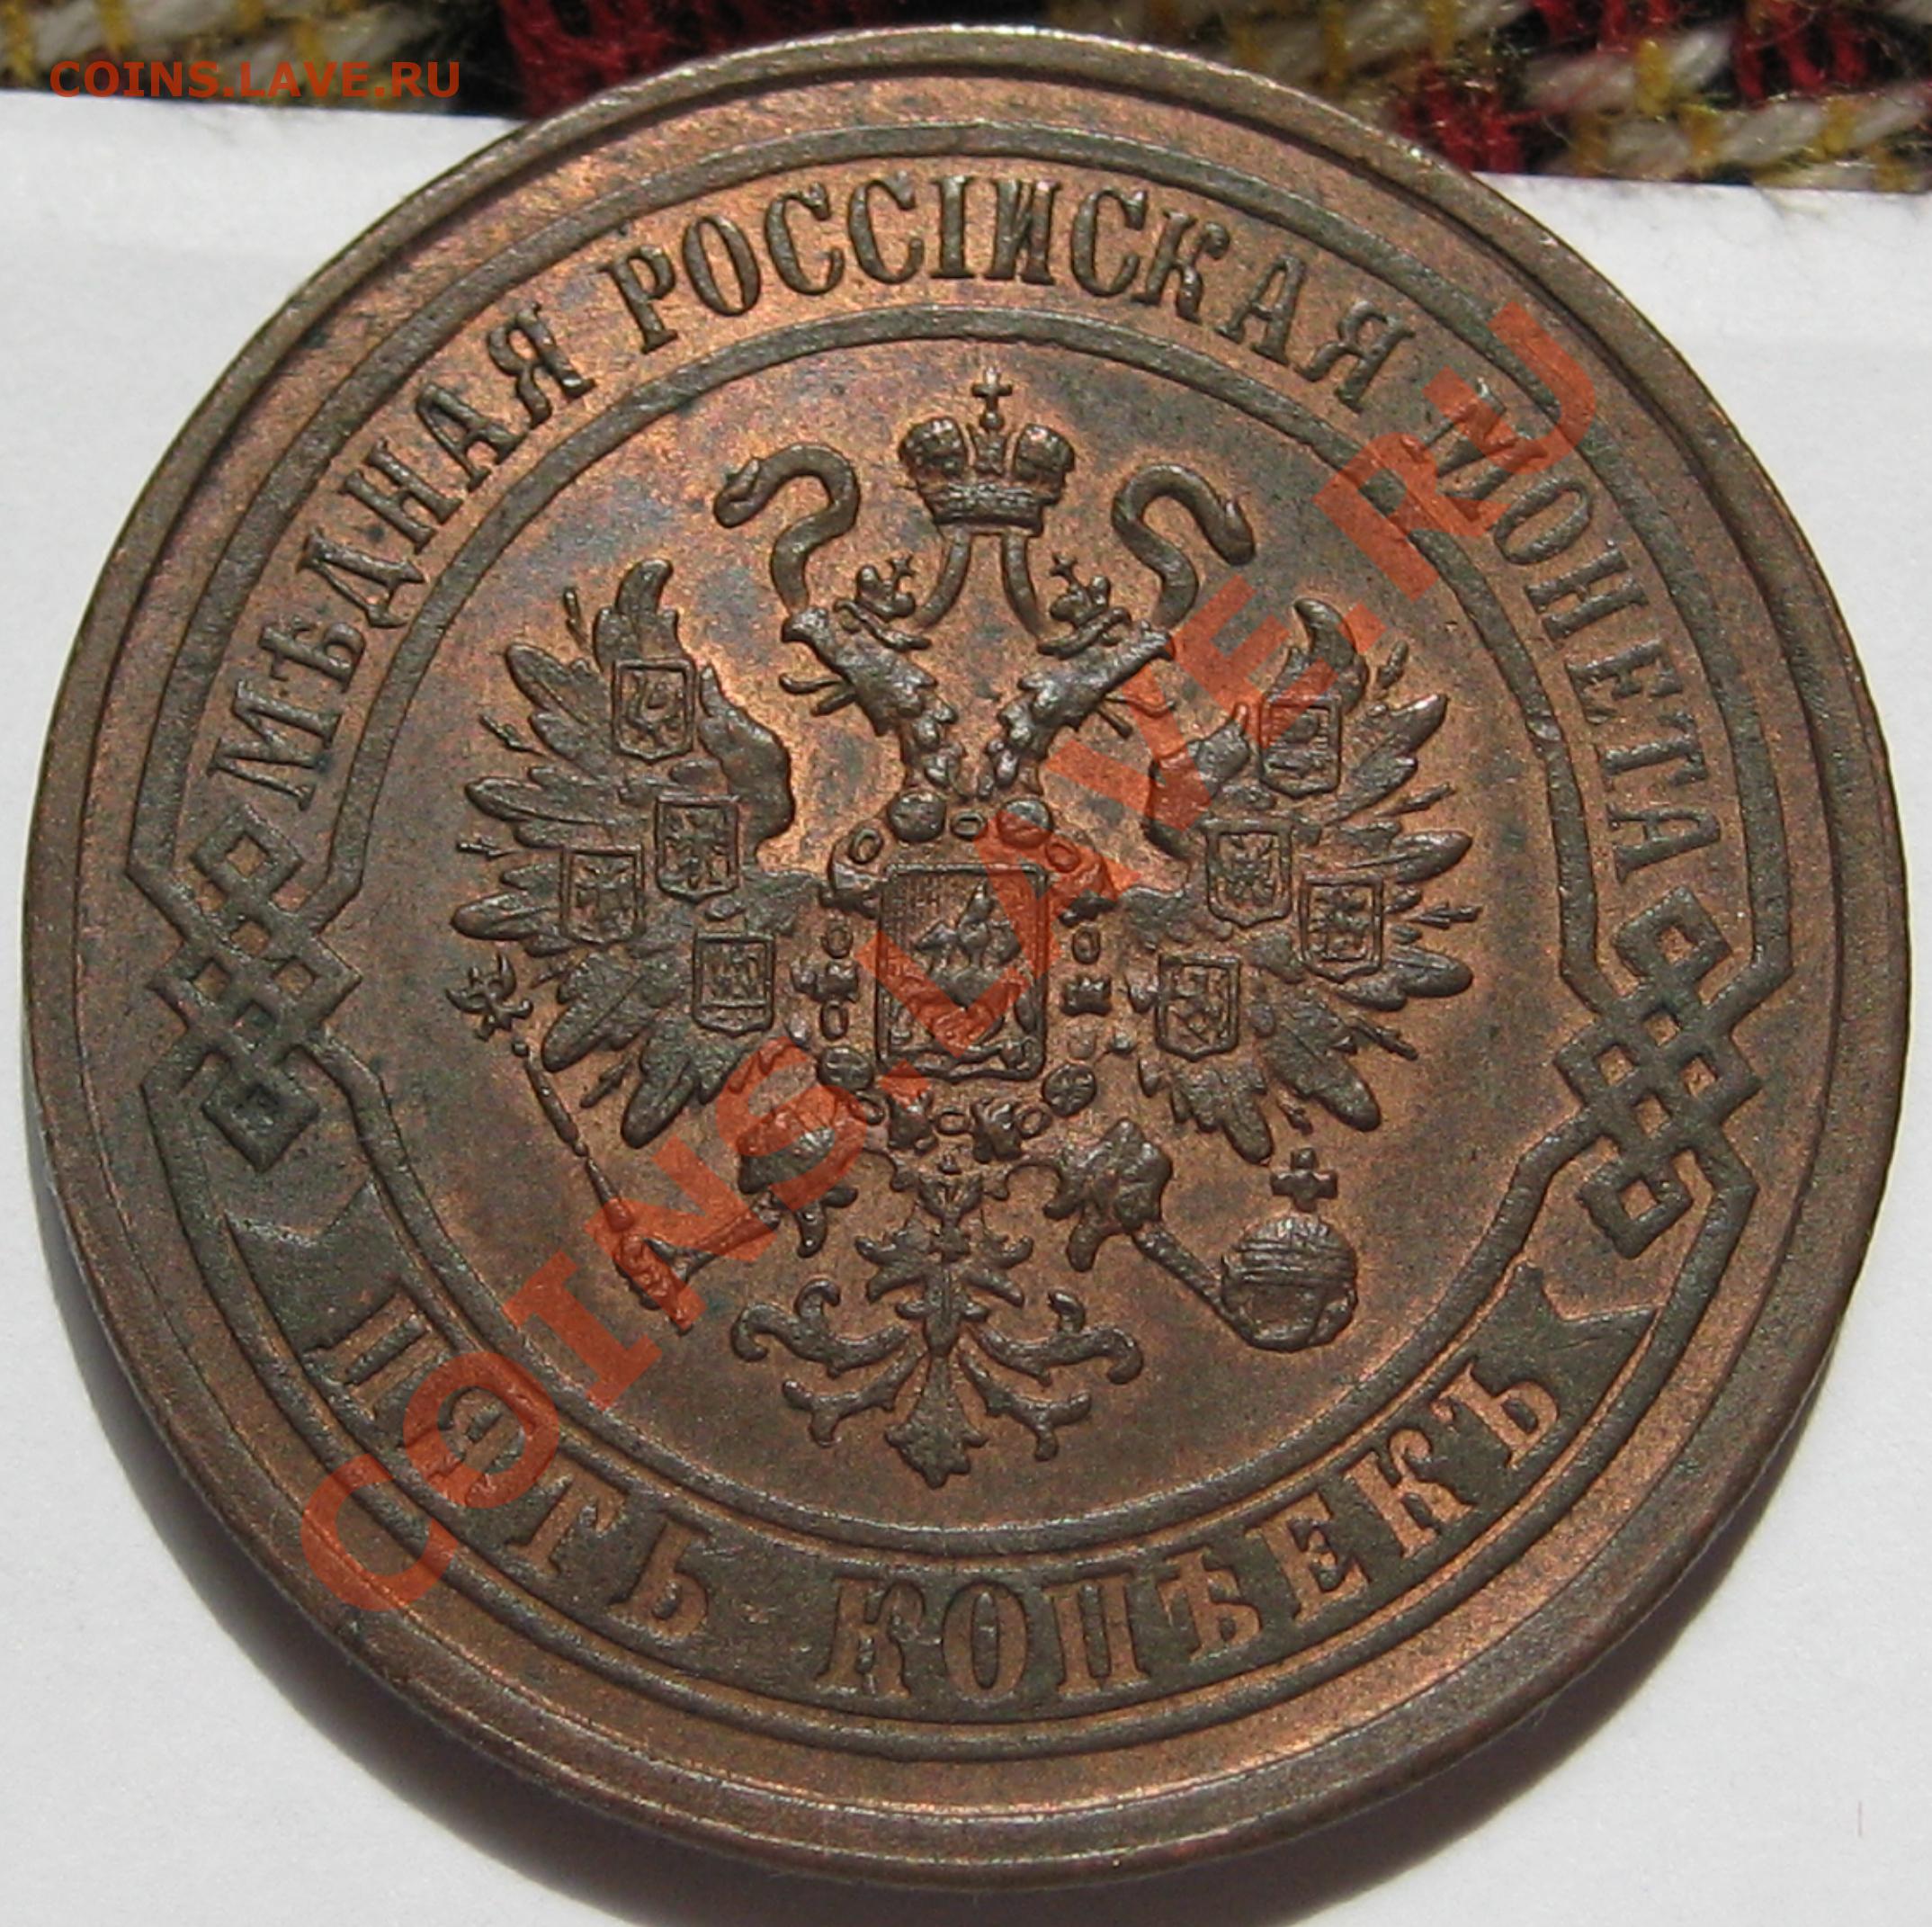 COINS.LAVE.RU
МѢДНАЯ РОССIЙСКАЯ МОНЕТА
ПЯТЬ КОПѢЕКЪ
COINS.LAVE.RU